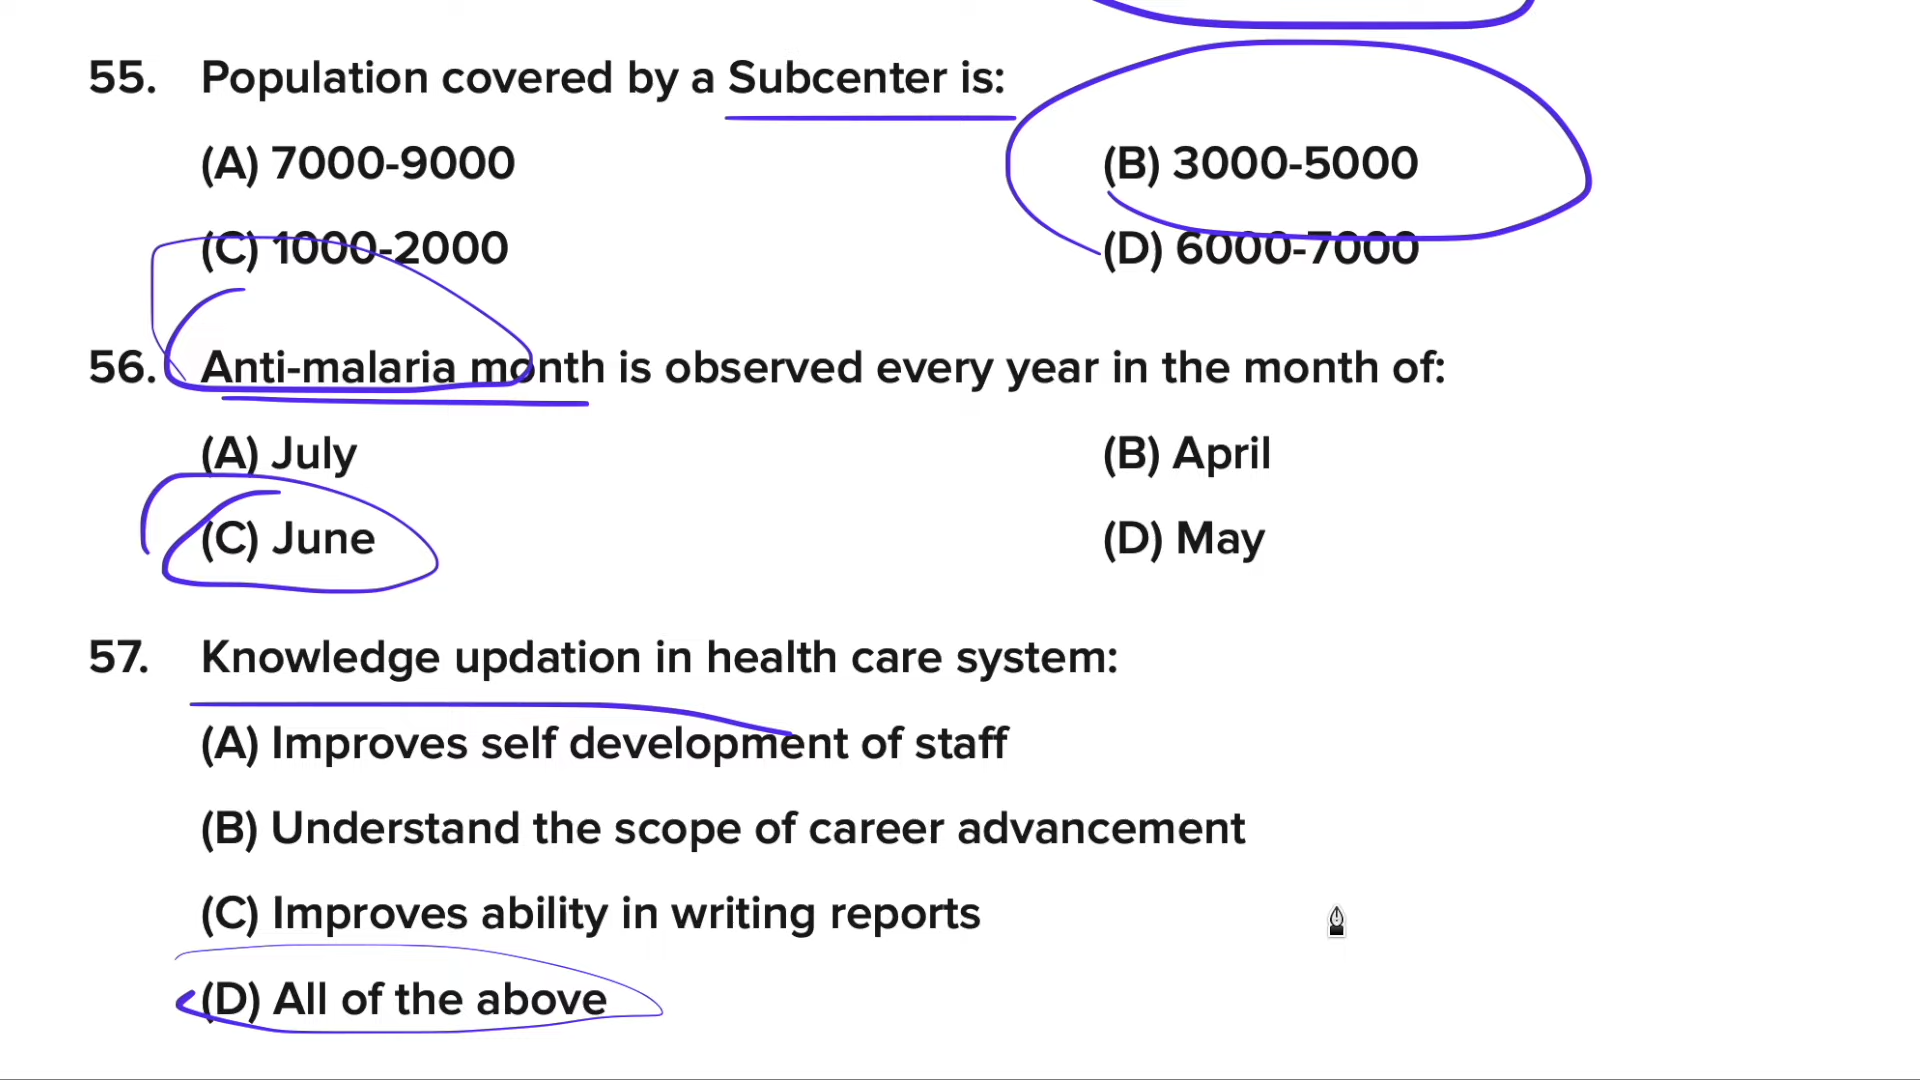 55. Population covered by a Subcenter is:
(A) 7000-9000 (B) 3000-5000
(C) 1000-2000 (D) 6000-7000
56. Anti-malaria month is observed every year in the month of:
(A) July (B) April
(C) June (D) May
57. Knowledge updation in health care system:
(A) Improves self development of staff
(B) Understand the scope of career advancement
(C) Improves ability in writing reports
(D) All of the above